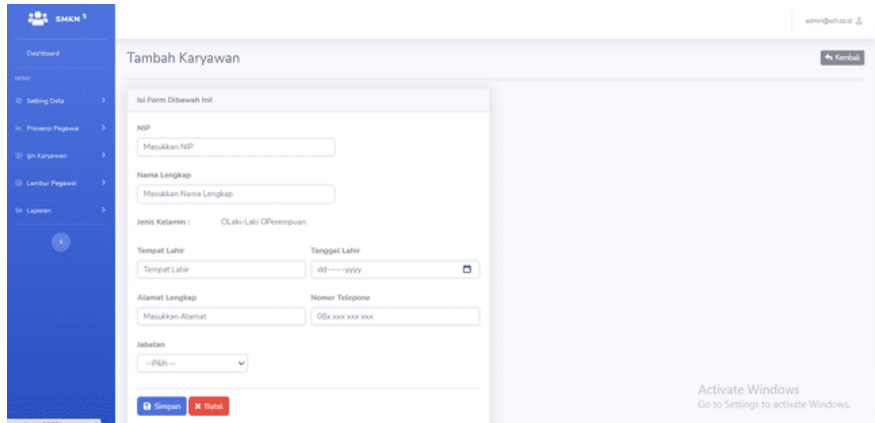 SMKN 5
admin@sch.co.id
Dashboard
Tambah Karyawan
Kembali
MENU
Setting Data
Isi Form Dibawah Ini!
Presensi Pegawai
NIP
Masukkan NIP
Ijin Karyawan
Nama Lengkap
Lembur Pegawai
Masukkan Nama Lengkap
Laporan
Jenis Kelamin :
OLaki-Laki OPerempuan
Tempat Lahir
Tanggal Lahir
Tempat Lahir
dd-----yyyy
Alamat Lengkap
Nomer Telepone
Masukkan Alamat
08x xxx xxx xxx
Jabatan
--Pilih --
Simpan
Batal
Activate Windows
Go to Settings to activate Windows.